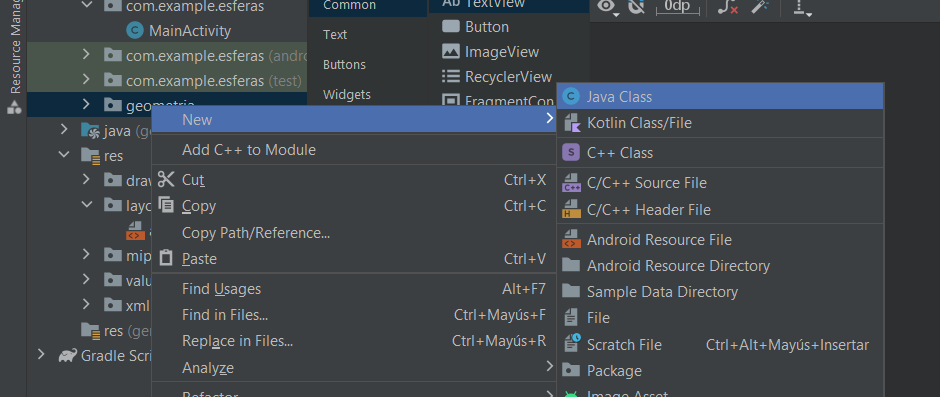 Resource Manag
com.example.esferas
MainActivity
com.example.esferas (andro
com.example.esferas (test)
geometria
java (ge
res
draw
layo
mip
valu
xml
res (gen
Gradle Scri
Common
Text
Buttons
Widgets
Ab TextView
Button
ImageView
RecyclerView
FragmentCon
0dp
New
Add C++ to Module
Cut Ctrl+X
Copy Ctrl+C
Copy Path/Reference...
Paste Ctrl+V
Find Usages Alt+F7
Find in Files... Ctrl+Mayús+F
Replace in Files... Ctrl+Mayús+R
Analyze
Refactor
C Java Class
Kotlin Class/File
S C++ Class
C++ C/C++ Source File
H C/C++ Header File
Android Resource File
Android Resource Directory
Sample Data Directory
File
Scratch File Ctrl+Alt+Mayús+Insertar
Package
Image Asset